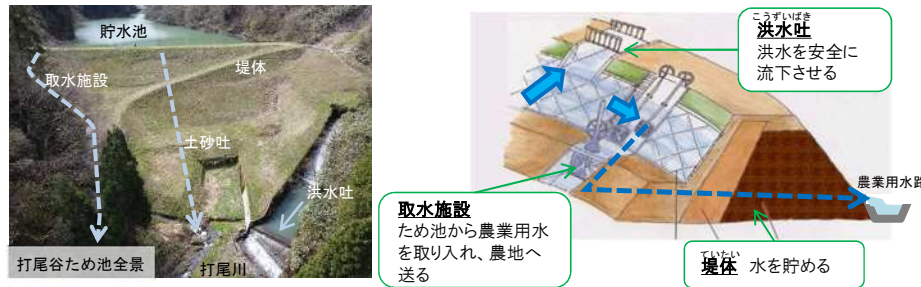 貯水池
取水施設
堤体
土砂吐
洪水吐
打尾川
打尾谷ため池全景
こうずいばき
洪水吐
洪水を安全に
流下させる
取水施設
ため池から農業用水
を取り入れ、農地へ
送る
ていたい
堤体 水を貯める
農業用水路